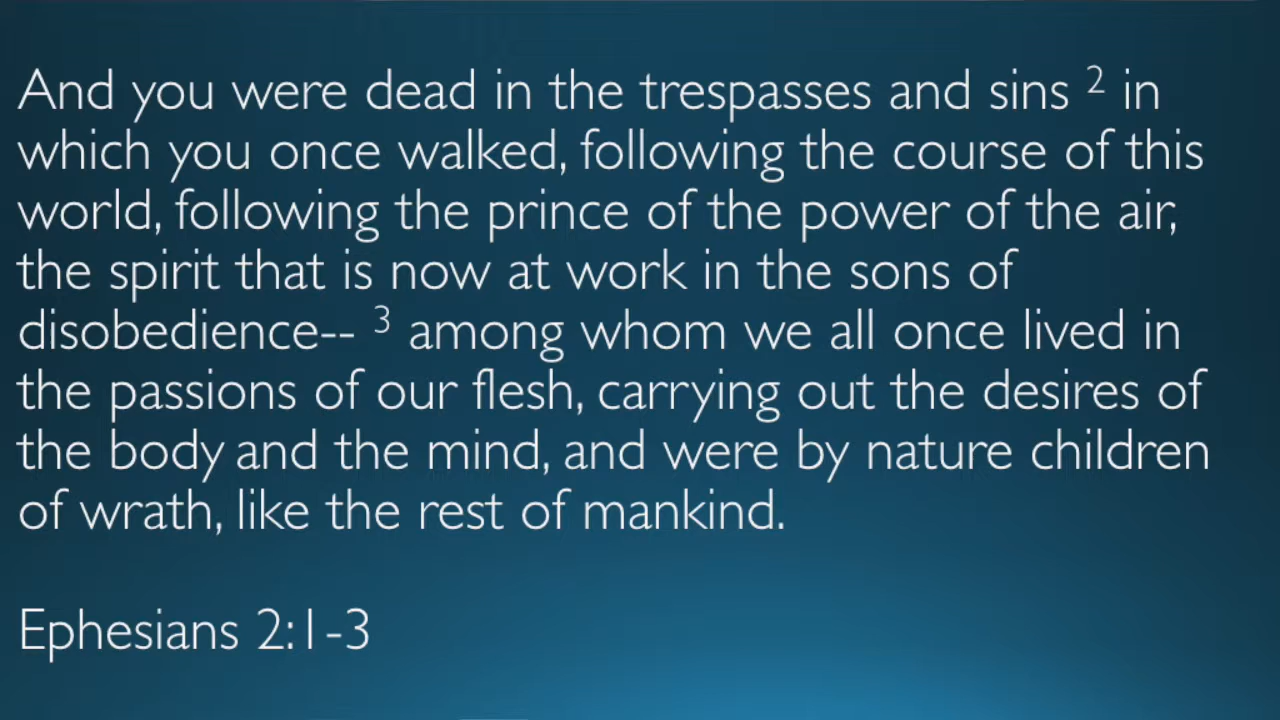 And you were dead in the trespasses and sins ² in
which you once walked, following the course of this
world, following the prince of the power of the air,
the spirit that is now at work in the sons of
disobedience-- ³ among whom we all once lived in
the passions of our flesh, carrying out the desires of
the body and the mind, and were by nature children
of wrath, like the rest of mankind.
Ephesians 2:1-3